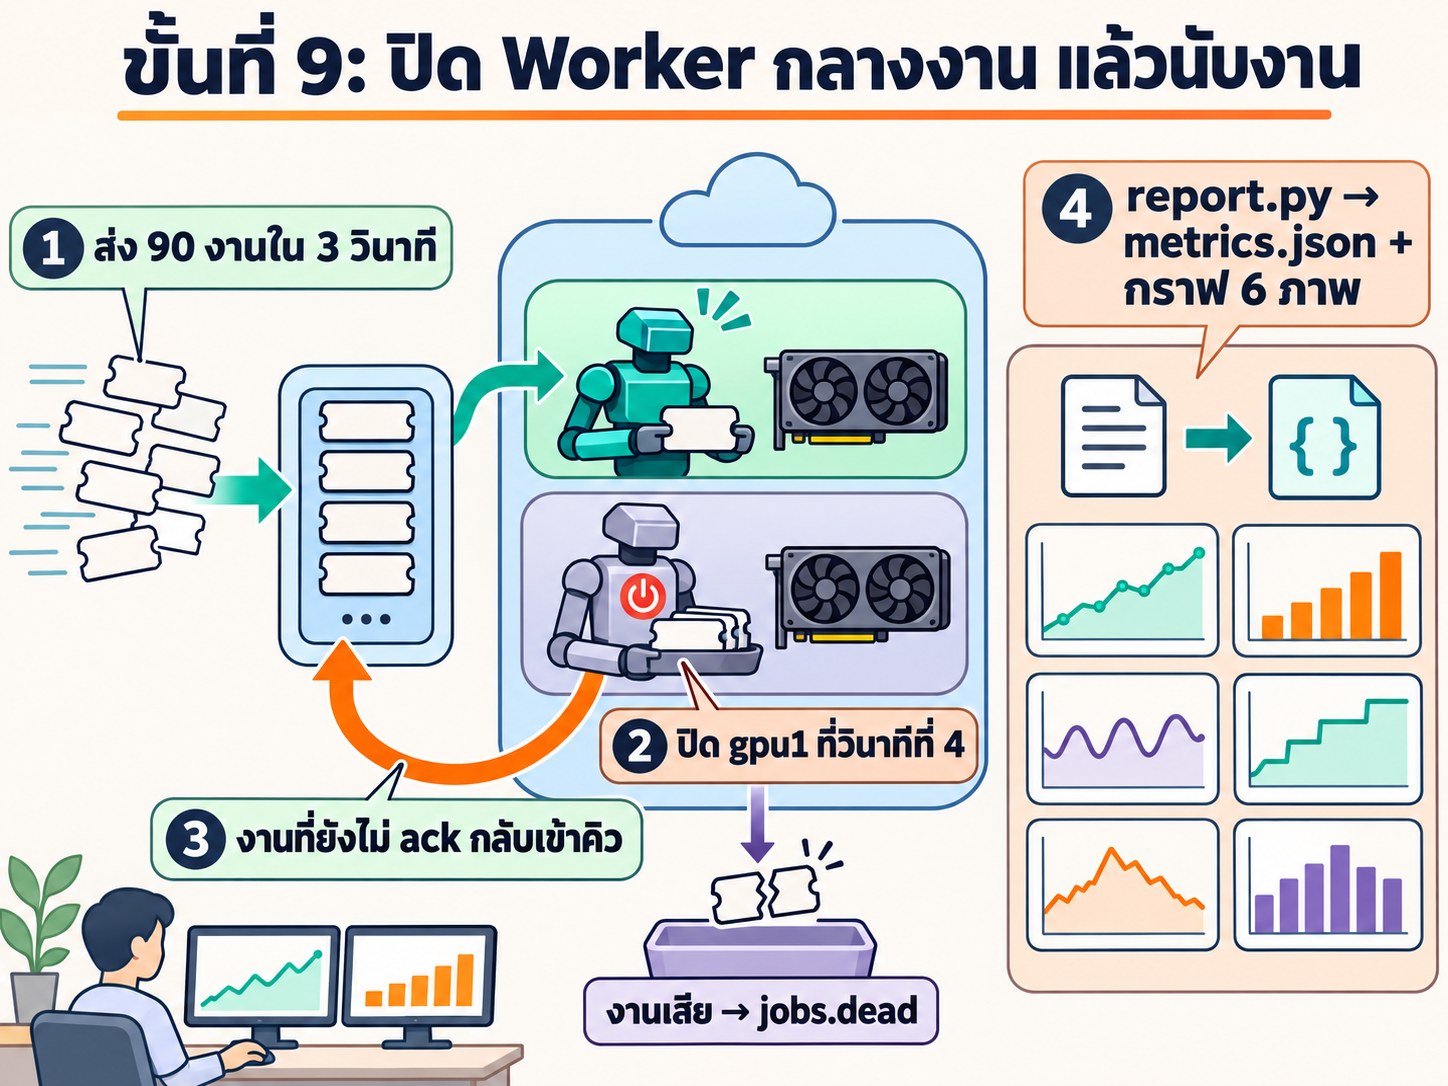 ขั้นที่ 9: ปิด Worker กลางงาน แล้วนับงาน
1 ส่ง 90 งานใน 3 วินาที
4 report.py →
metrics.json +
กราฟ 6 ภาพ
{ }
2 ปิด gpu1 ที่วินาทีที่ 4
3 งานที่ยังไม่ ack กลับเข้าคิว
งานเสีย → jobs.dead